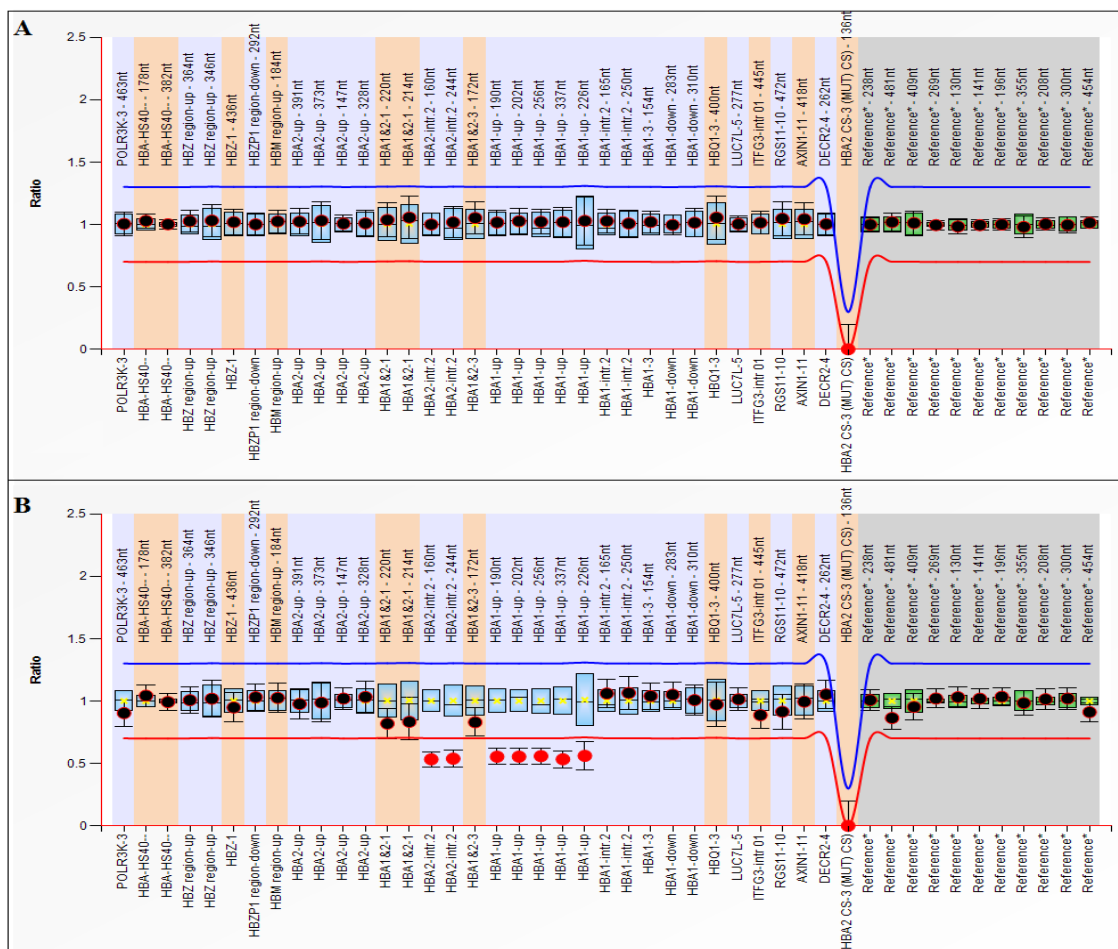 A
2.5
2
1.5
1
0.5
0
Ratio
POLR3K-3 - 463nt
HBA-HS40-- - 178nt
HBA-HS40-- - 382nt
HBZ region-up - 364nt
HBZ region-up - 346nt
HBZ-1 - 436nt
HBZP1 region-down - 292nt
HBM region-up - 184nt
HBA2-up - 391nt
HBA2-up - 373nt
HBA2-up - 147nt
HBA2-up - 328nt
HBA1&2-1 - 220nt
HBA1&2-1 - 214nt
HBA2-intr.2 - 160nt
HBA2-intr.2 - 244nt
HBA1&2-3 - 172nt
HBA1-up - 190nt
HBA1-up - 202nt
HBA1-up - 256nt
HBA1-up - 337nt
HBA1-up - 226nt
HBA1-intr.2 - 165nt
HBA1-intr.2 - 250nt
HBA1-3 - 154nt
HBA1-down - 283nt
HBA1-down - 310nt
HBQ1-3 - 400nt
LUC7L-5 - 277nt
ITFG3-intr 01 - 445nt
RGS11-10 - 472nt
AXIN1-11 - 418nt
DECR2-4 - 262nt
HBA2 CS-3 (MUT) CS) - 136nt
Reference* - 238nt
Reference* - 481nt
Reference* - 409nt
Reference* - 269nt
Reference* - 130nt
Reference* - 141nt
Reference* - 196nt
Reference* - 355nt
Reference* - 208nt
Reference* - 300nt
Reference* - 454nt
POLR3K-3
HBA-HS40--
HBA-HS40--
HBZ region-up
HBZ region-up
HBZ-1
HBZP1 region-down
HBM region-up
HBA2-up
HBA2-up
HBA2-up
HBA2-up
HBA1&2-1
HBA1&2-1
HBA2-intr.2
HBA2-intr.2
HBA1&2-3
HBA1-up
HBA1-up
HBA1-up
HBA1-up
HBA1-up
HBA1-intr.2
HBA1-intr.2
HBA1-3
HBA1-down
HBA1-down
HBQ1-3
LUC7L-5
ITFG3-intr 01
RGS11-10
AXIN1-11
DECR2-4
HBA2 CS-3 (MUT) CS)
Reference*
Reference*
Reference*
Reference*
Reference*
Reference*
Reference*
Reference*
Reference*
Reference*
Reference*
B
2.5
2
1.5
1
0.5
0
Ratio
POLR3K-3 - 463nt
HBA-HS40-- - 178nt
HBA-HS40-- - 382nt
HBZ region-up - 364nt
HBZ region-up - 346nt
HBZ-1 - 436nt
HBZP1 region-down - 292nt
HBM region-up - 184nt
HBA2-up - 391nt
HBA2-up - 373nt
HBA2-up - 147nt
HBA2-up - 328nt
HBA1&2-1 - 220nt
HBA1&2-1 - 214nt
HBA2-intr.2 - 160nt
HBA2-intr.2 - 244nt
HBA1&2-3 - 172nt
HBA1-up - 190nt
HBA1-up - 202nt
HBA1-up - 256nt
HBA1-up - 337nt
HBA1-up - 226nt
HBA1-intr.2 - 165nt
HBA1-intr.2 - 250nt
HBA1-3 - 154nt
HBA1-down - 283nt
HBA1-down - 310nt
HBQ1-3 - 400nt
LUC7L-5 - 277nt
ITFG3-intr 01 - 445nt
RGS11-10 - 472nt
AXIN1-11 - 418nt
DECR2-4 - 262nt
HBA2 CS-3 (MUT) CS) - 136nt
Reference* - 238nt
Reference* - 481nt
Reference* - 409nt
Reference* - 269nt
Reference* - 130nt
Reference* - 141nt
Reference* - 196nt
Reference* - 355nt
Reference* - 208nt
Reference* - 300nt
Reference* - 454nt
POLR3K-3
HBA-HS40--
HBA-HS40--
HBZ region-up
HBZ region-up
HBZ-1
HBZP1 region-down
HBM region-up
HBA2-up
HBA2-up
HBA2-up
HBA2-up
HBA1&2-1
HBA1&2-1
HBA2-intr.2
HBA2-intr.2
HBA1&2-3
HBA1-up
HBA1-up
HBA1-up
HBA1-up
HBA1-up
HBA1-intr.2
HBA1-intr.2
HBA1-3
HBA1-down
HBA1-down
HBQ1-3
LUC7L-5
ITFG3-intr 01
RGS11-10
AXIN1-11
DECR2-4
HBA2 CS-3 (MUT) CS)
Reference*
Reference*
Reference*
Reference*
Reference*
Reference*
Reference*
Reference*
Reference*
Reference*
Reference*